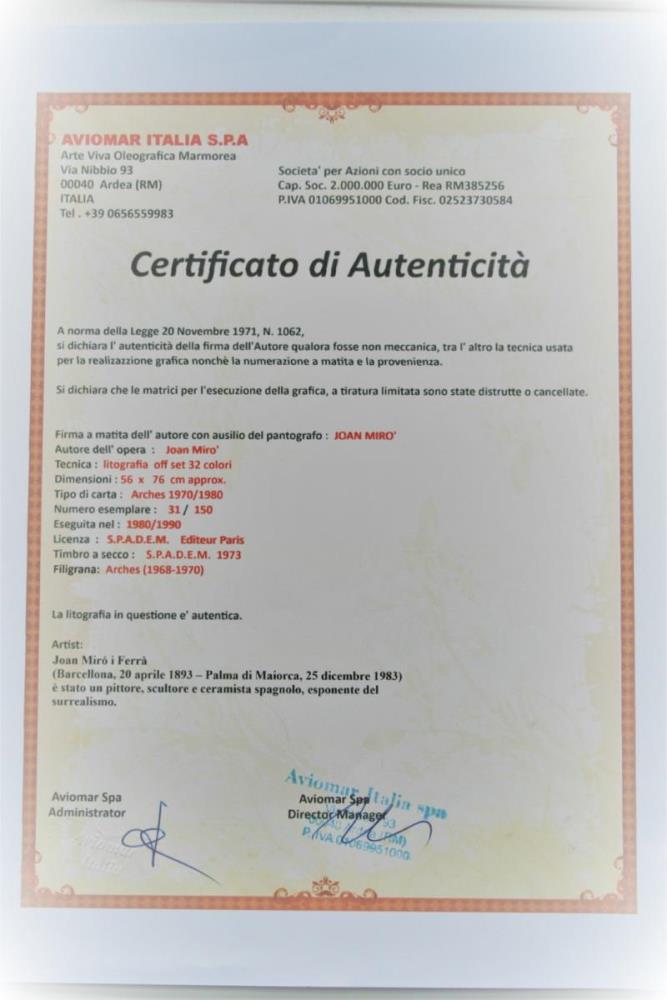 AVIOMAR ITALIA S.P.A
Arte Viva Oleografica Marmorea
Via Nibbio 93
00040 Ardea (RM)
ITALIA
Tel . +39 0656559983
Societa' per Azioni con socio unico
Cap. Soc. 2.000.000 Euro - Rea RM385256
P.IVA 01069951000 Cod. Fisc. 02523730584
Certificato di Autenticità
A norma della Legge 20 Novembre 1971, N. 1062,
si dichiara l' autenticità della firma dell'Autore qualora fosse non meccanica, tra l' altro la tecnica usata
per la realizazzione grafica nonchè la numerazione a matita e la provenienza.
Si dichiara che le matrici per l'esecuzione della grafica, a tiratura limitata sono state distrutte o cancellate.
Firma a matita dell' autore con ausilio del pantografo : JOAN MIRO'
Autore dell' opera : Joan Miro'
Tecnica : litografia off set 32 colori
Dimensioni : 56 x 76 cm approx.
Tipo di carta : Arches 1970/1980
Numero esemplare : 31 / 150
Eseguita nel : 1980/1990
Licenza : S.P.A.D.E.M. Editeur Paris
Timbro a secco : S.P.A.D.E.M. 1973
Filigrana: Arches (1968-1970)
La litografia in questione e' autentica.
Artist:
Joan Miró i Ferrà
(Barcellona, 20 aprile 1893 – Palma di Maiorca, 25 dicembre 1983)
è stato un pittore, scultore e ceramista spagnolo, esponente del
surrealismo.
Aviomar Spa
Administrator
Aviomar Spa
Director Manager
Aviomar Italia spa
93
00040 (RM)
P.IVA 01069951000